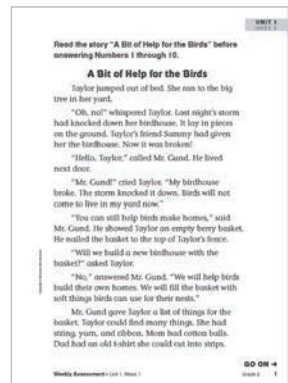 UNIT 1
WEEK 1
Read the story "A Bit of Help for the Birds" before
answering Numbers 1 through 10.
A Bit of Help for the Birds
Taylor jumped out of bed. She ran to the big
tree in her yard.
"Oh, no!" whispered Taylor. Last night's storm
had knocked down her birdhouse. It lay in pieces
on the ground. Taylor's friend Sammy had given
her the birdhouse. Now it was broken!
"Hello, Taylor," called Mr. Gund. He lived
next door.
"Mr. Gund!" cried Taylor. "My birdhouse
broke. The storm knocked it down. Birds will not
come to live in my yard now."
"You can still help birds make homes," said
Mr. Gund. He showed Taylor an empty berry basket.
He nailed the basket to the top of Taylor's fence.
"Will we build a new birdhouse with the
basket?" asked Taylor.
"No," answered Mr. Gund. "We will help birds
build their own homes. We will fill the basket with
soft things birds can use for their nests."
Mr. Gund gave Taylor a list of things for the
basket. Taylor could find many things. She had
string, yarn, and ribbon. Mom had cotton balls.
Dad had an old t-shirt she could cut into strips.
GO ON
Weekly Assessment • Unit 1, Week 1
Grade 2
1